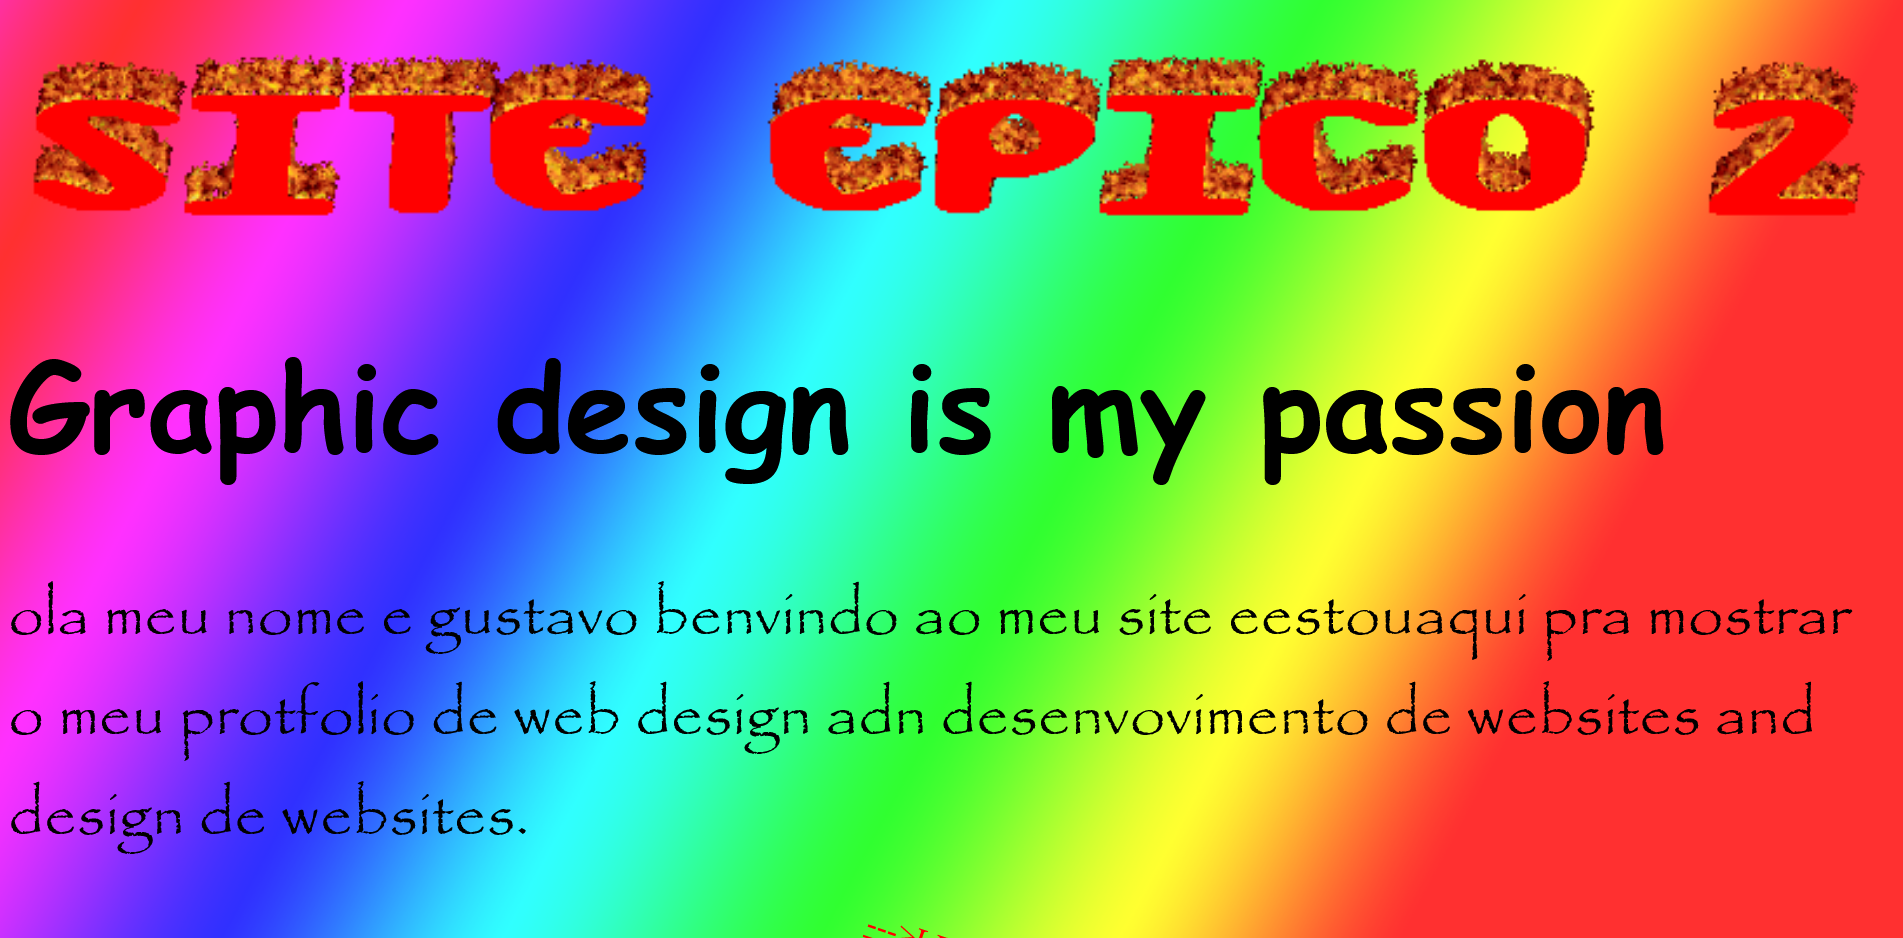 SITE EPICO 2
Graphic design is my passion
ola meu nome e gustavo benvindo ao meu site eestouaqui pra mostrar
o meu protfolio de web design adn desenvovimento de websites and
design de websites.